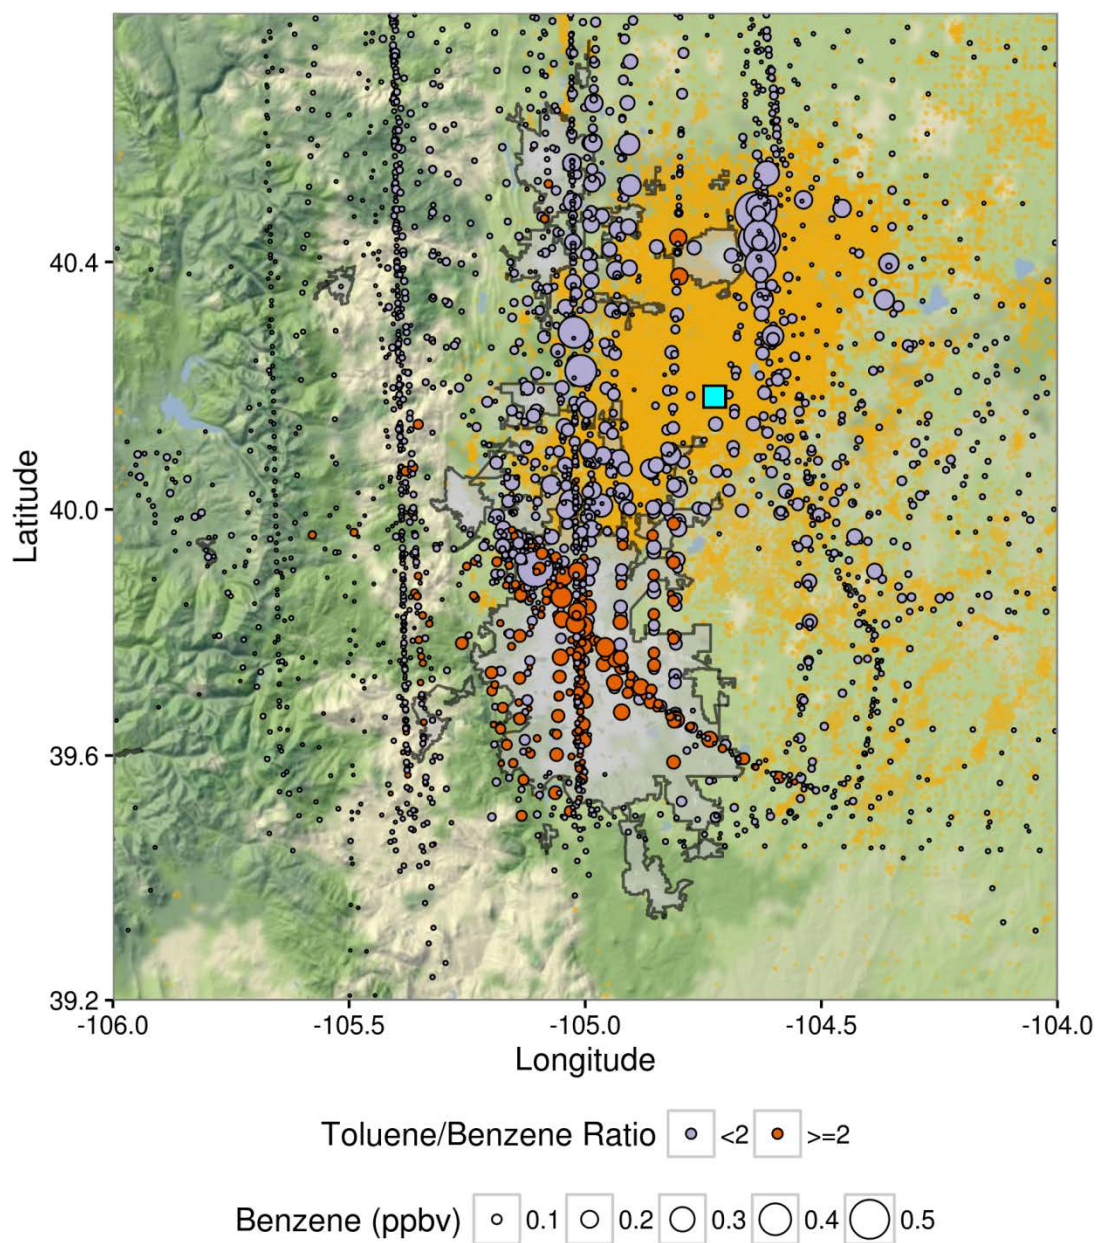 40.4
40.0
39.6
39.2
Latitude
-106.0 -105.5 -105.0 -104.5 -104.0
Longitude
Toluene/Benzene Ratio <2 >=2
Benzene (ppbv) 0.1 0.2 0.3 0.4 0.5